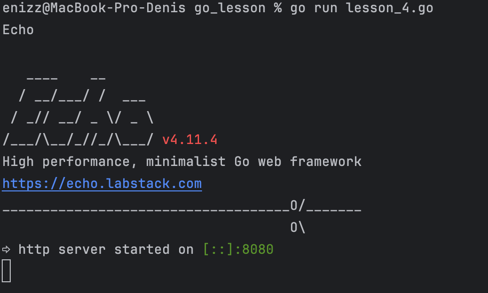 enizz@MacBook-Pro-Denis go_lesson % go run lesson_4.go
Echo
   ____    __
  / __/___/ /  ___
 / _// __/ _ \/ _ \
/___/\__/_//_/\___/ v4.11.4
High performance, minimalist Go web framework
https://echo.labstack.com
____________________________________O/_______
                                    O\
⇨ http server started on [::]:8080